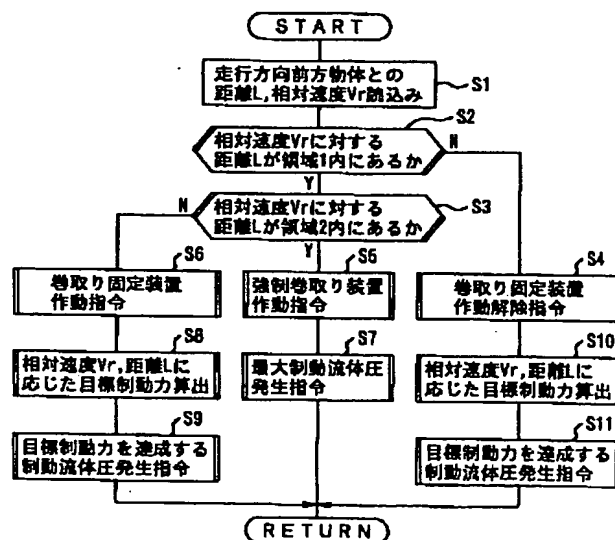 START
走行方向前方物体との
距離L,相対速度Vr読込み
S1
S2
相対速度Vrに対する
距離Lが領域1内にあるか
N
Y
S3
相対速度Vrに対する
距離Lが領域2内にあるか
N
Y
S6
巻取り固定装置
作動指令
S5
強制巻取り装置
作動指令
S4
巻取り固定装置
作動解除指令
S8
相対速度Vr,距離Lに
応じた目標制動力算出
S7
最大制動流体圧
発生指令
S10
相対速度Vr,距離Lに
応じた目標制動力算出
S9
目標制動力を達成する
制動流体圧発生指令
S11
目標制動力を達成する
制動流体圧発生指令
RETURN